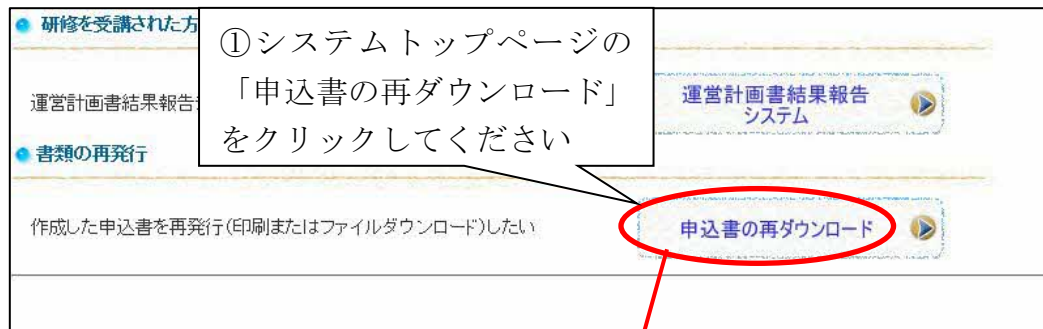 研修を受講された方
①システムトップページの
「申込書の再ダウンロード」
をクリックしてください
運営計画書結果報告
運営計画書結果報告
システム
書類の再発行
作成した申込書を再発行(印刷またはファイルダウンロード)したい
申込書の再ダウンロード